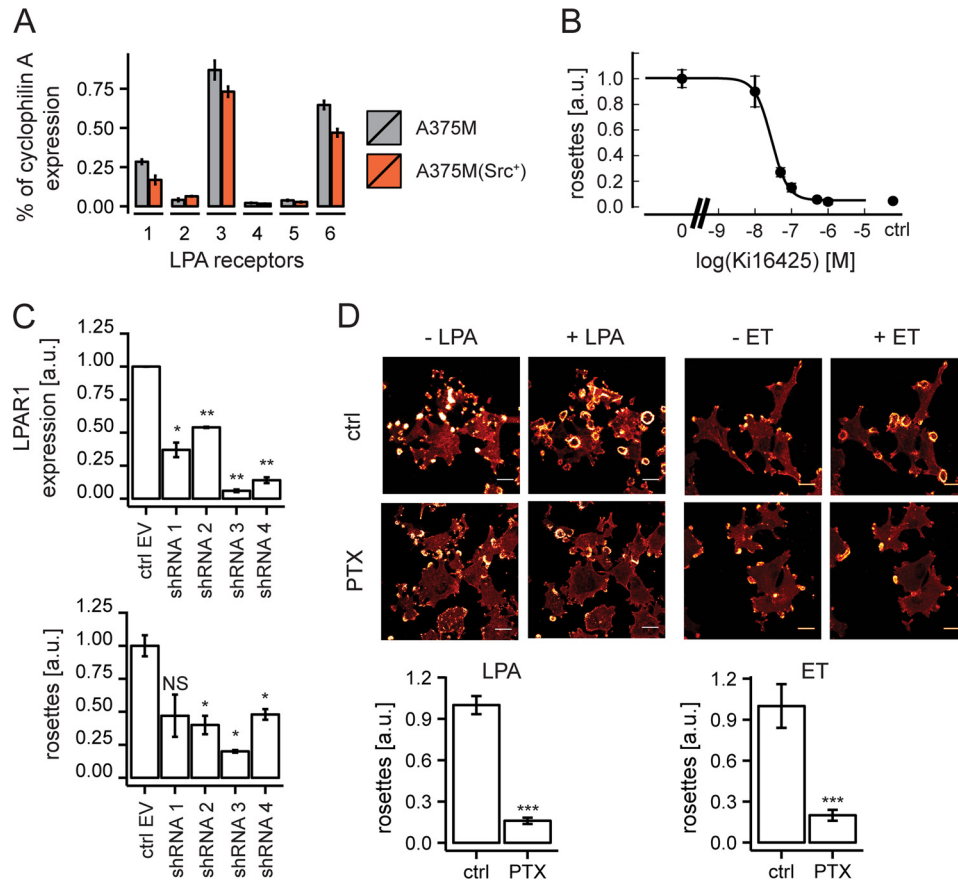 A
% of cyclophilin A
expression
0.75
0.50
0.25
0.00
1 2 3 4 5 6
LPA receptors
A375M
A375M(Src⁺)
B
rosettes [a.u.]
1.0
0.8
0.6
0.4
0.2
0.0
0 -9 -8 -7 -6 -5 ctrl
log(Ki16425) [M]
C
LPAR1
expression [a.u.]
1.25
1.00
0.75
0.50
0.25
0.00
* ** ** **
ctrl EV
shRNA 1
shRNA 2
shRNA 3
shRNA 4
rosettes [a.u.]
1.25
1.00
0.75
0.50
0.25
0.00
NS * * *
ctrl EV
shRNA 1
shRNA 2
shRNA 3
shRNA 4
D
- LPA + LPA - ET + ET
ctrl
PTX
LPA
rosettes [a.u.]
1.2
0.9
0.6
0.3
0.0
***
ctrl PTX
ET
rosettes [a.u.]
1.2
0.9
0.6
0.3
0.0
***
ctrl PTX